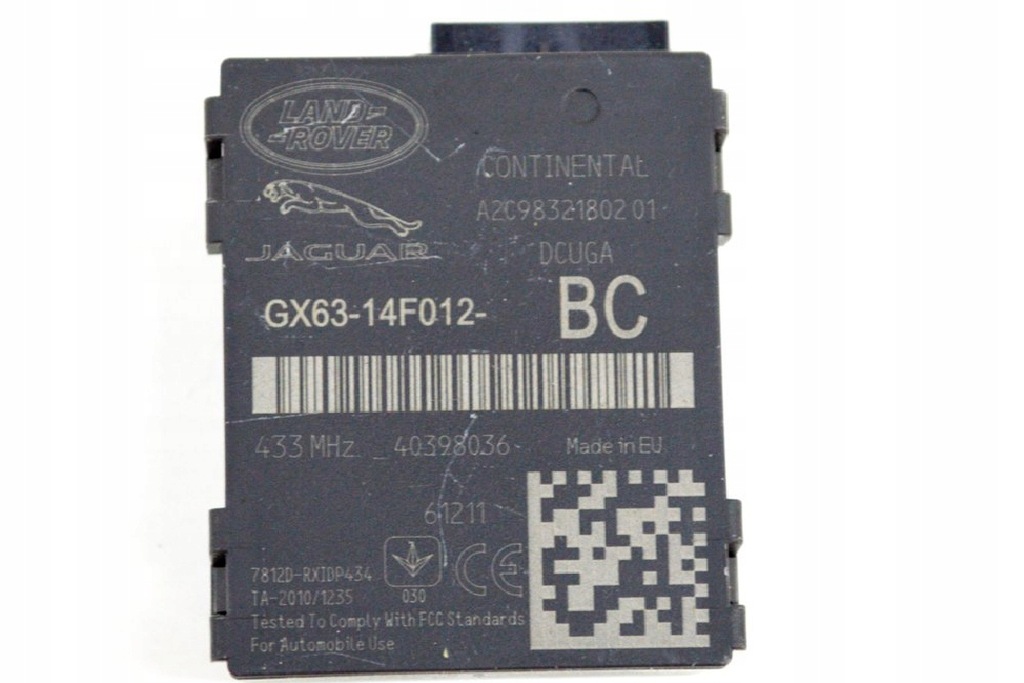 LAND-
-ROVER
CONTINENTAL
A2C98321802 01
JAGUAR
DCUGA
GX63-14F012- BC
433 MHz 40398036 Made in EU
61211
7812D-RXIDP434
TA-2010/1235
030
CE
Tested To Comply With FCC Standards
For Automobile Use